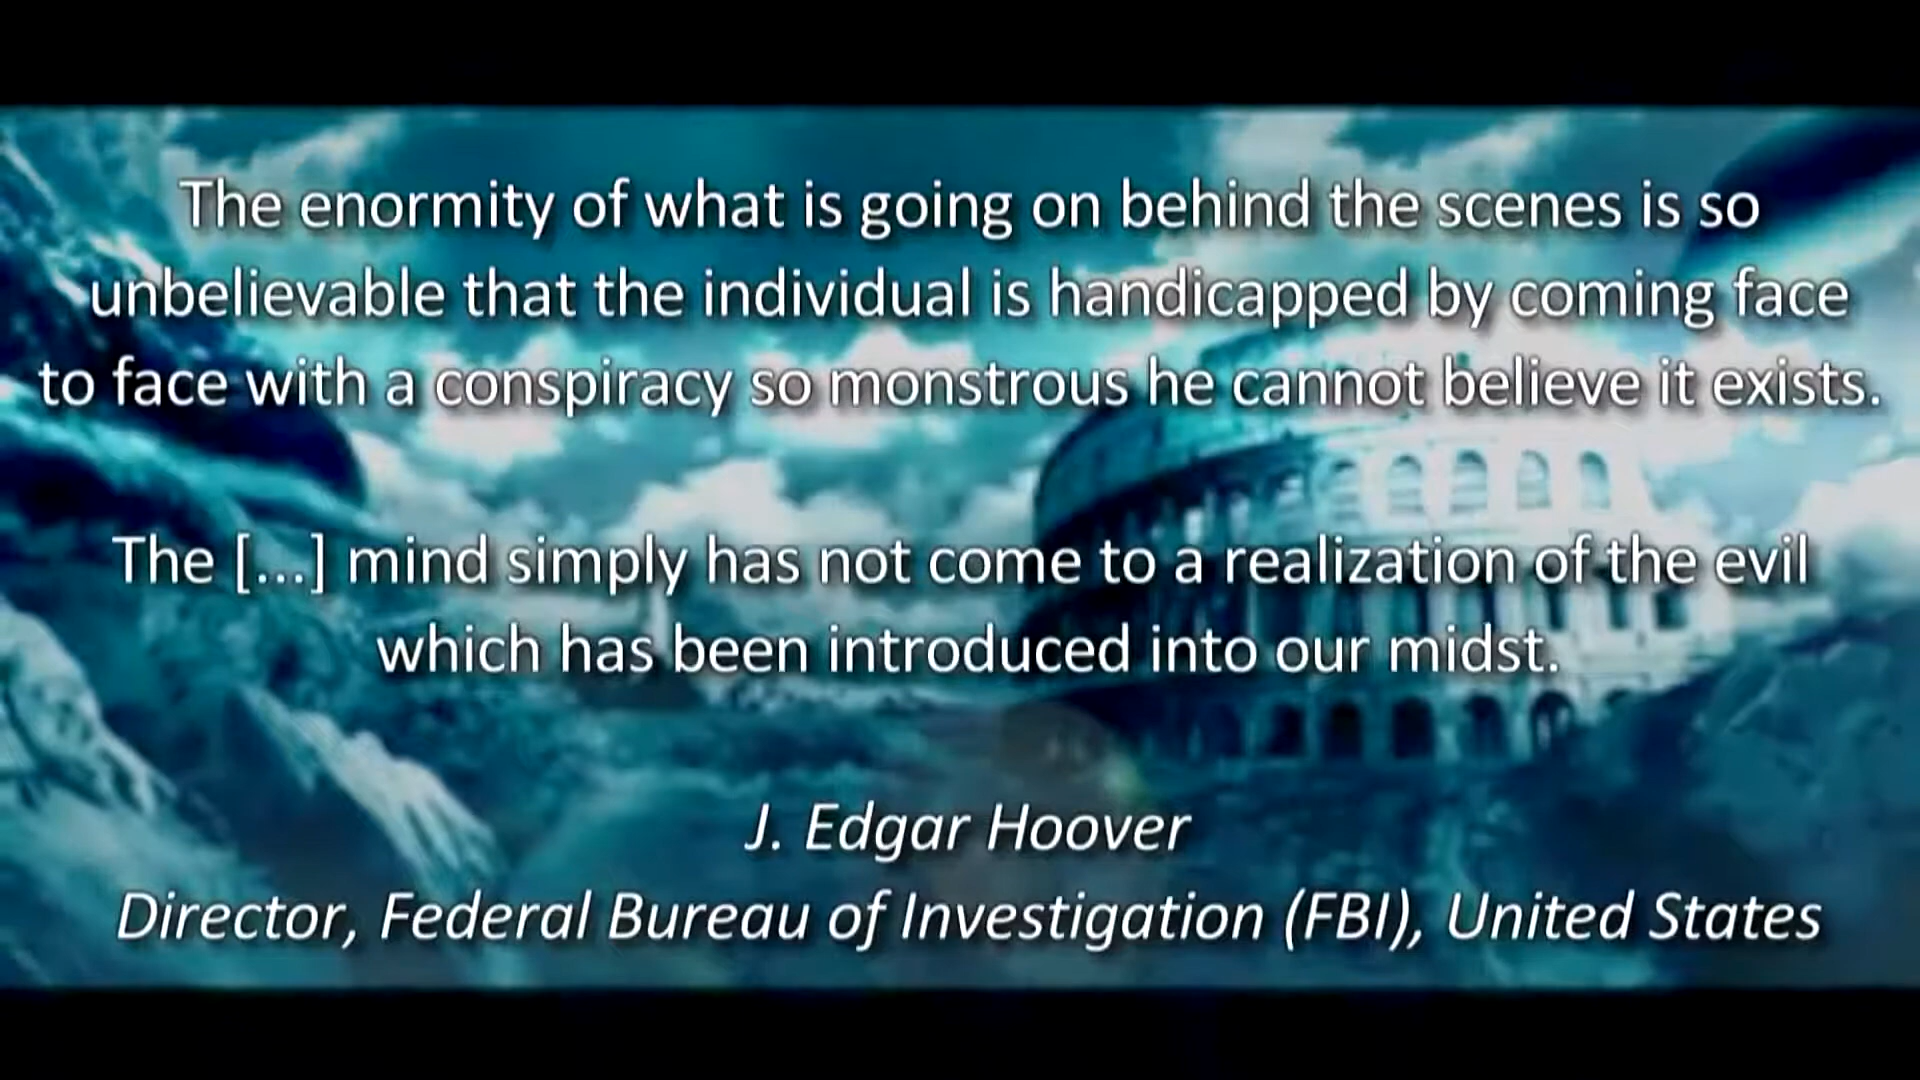 The enormity of what is going on behind the scenes is so
unbelievable that the individual is handicapped by coming face
to face with a conspiracy so monstrous he cannot believe it exists.
The [...] mind simply has not come to a realization of the evil
which has been introduced into our midst.
J. Edgar Hoover
Director, Federal Bureau of Investigation (FBI), United States